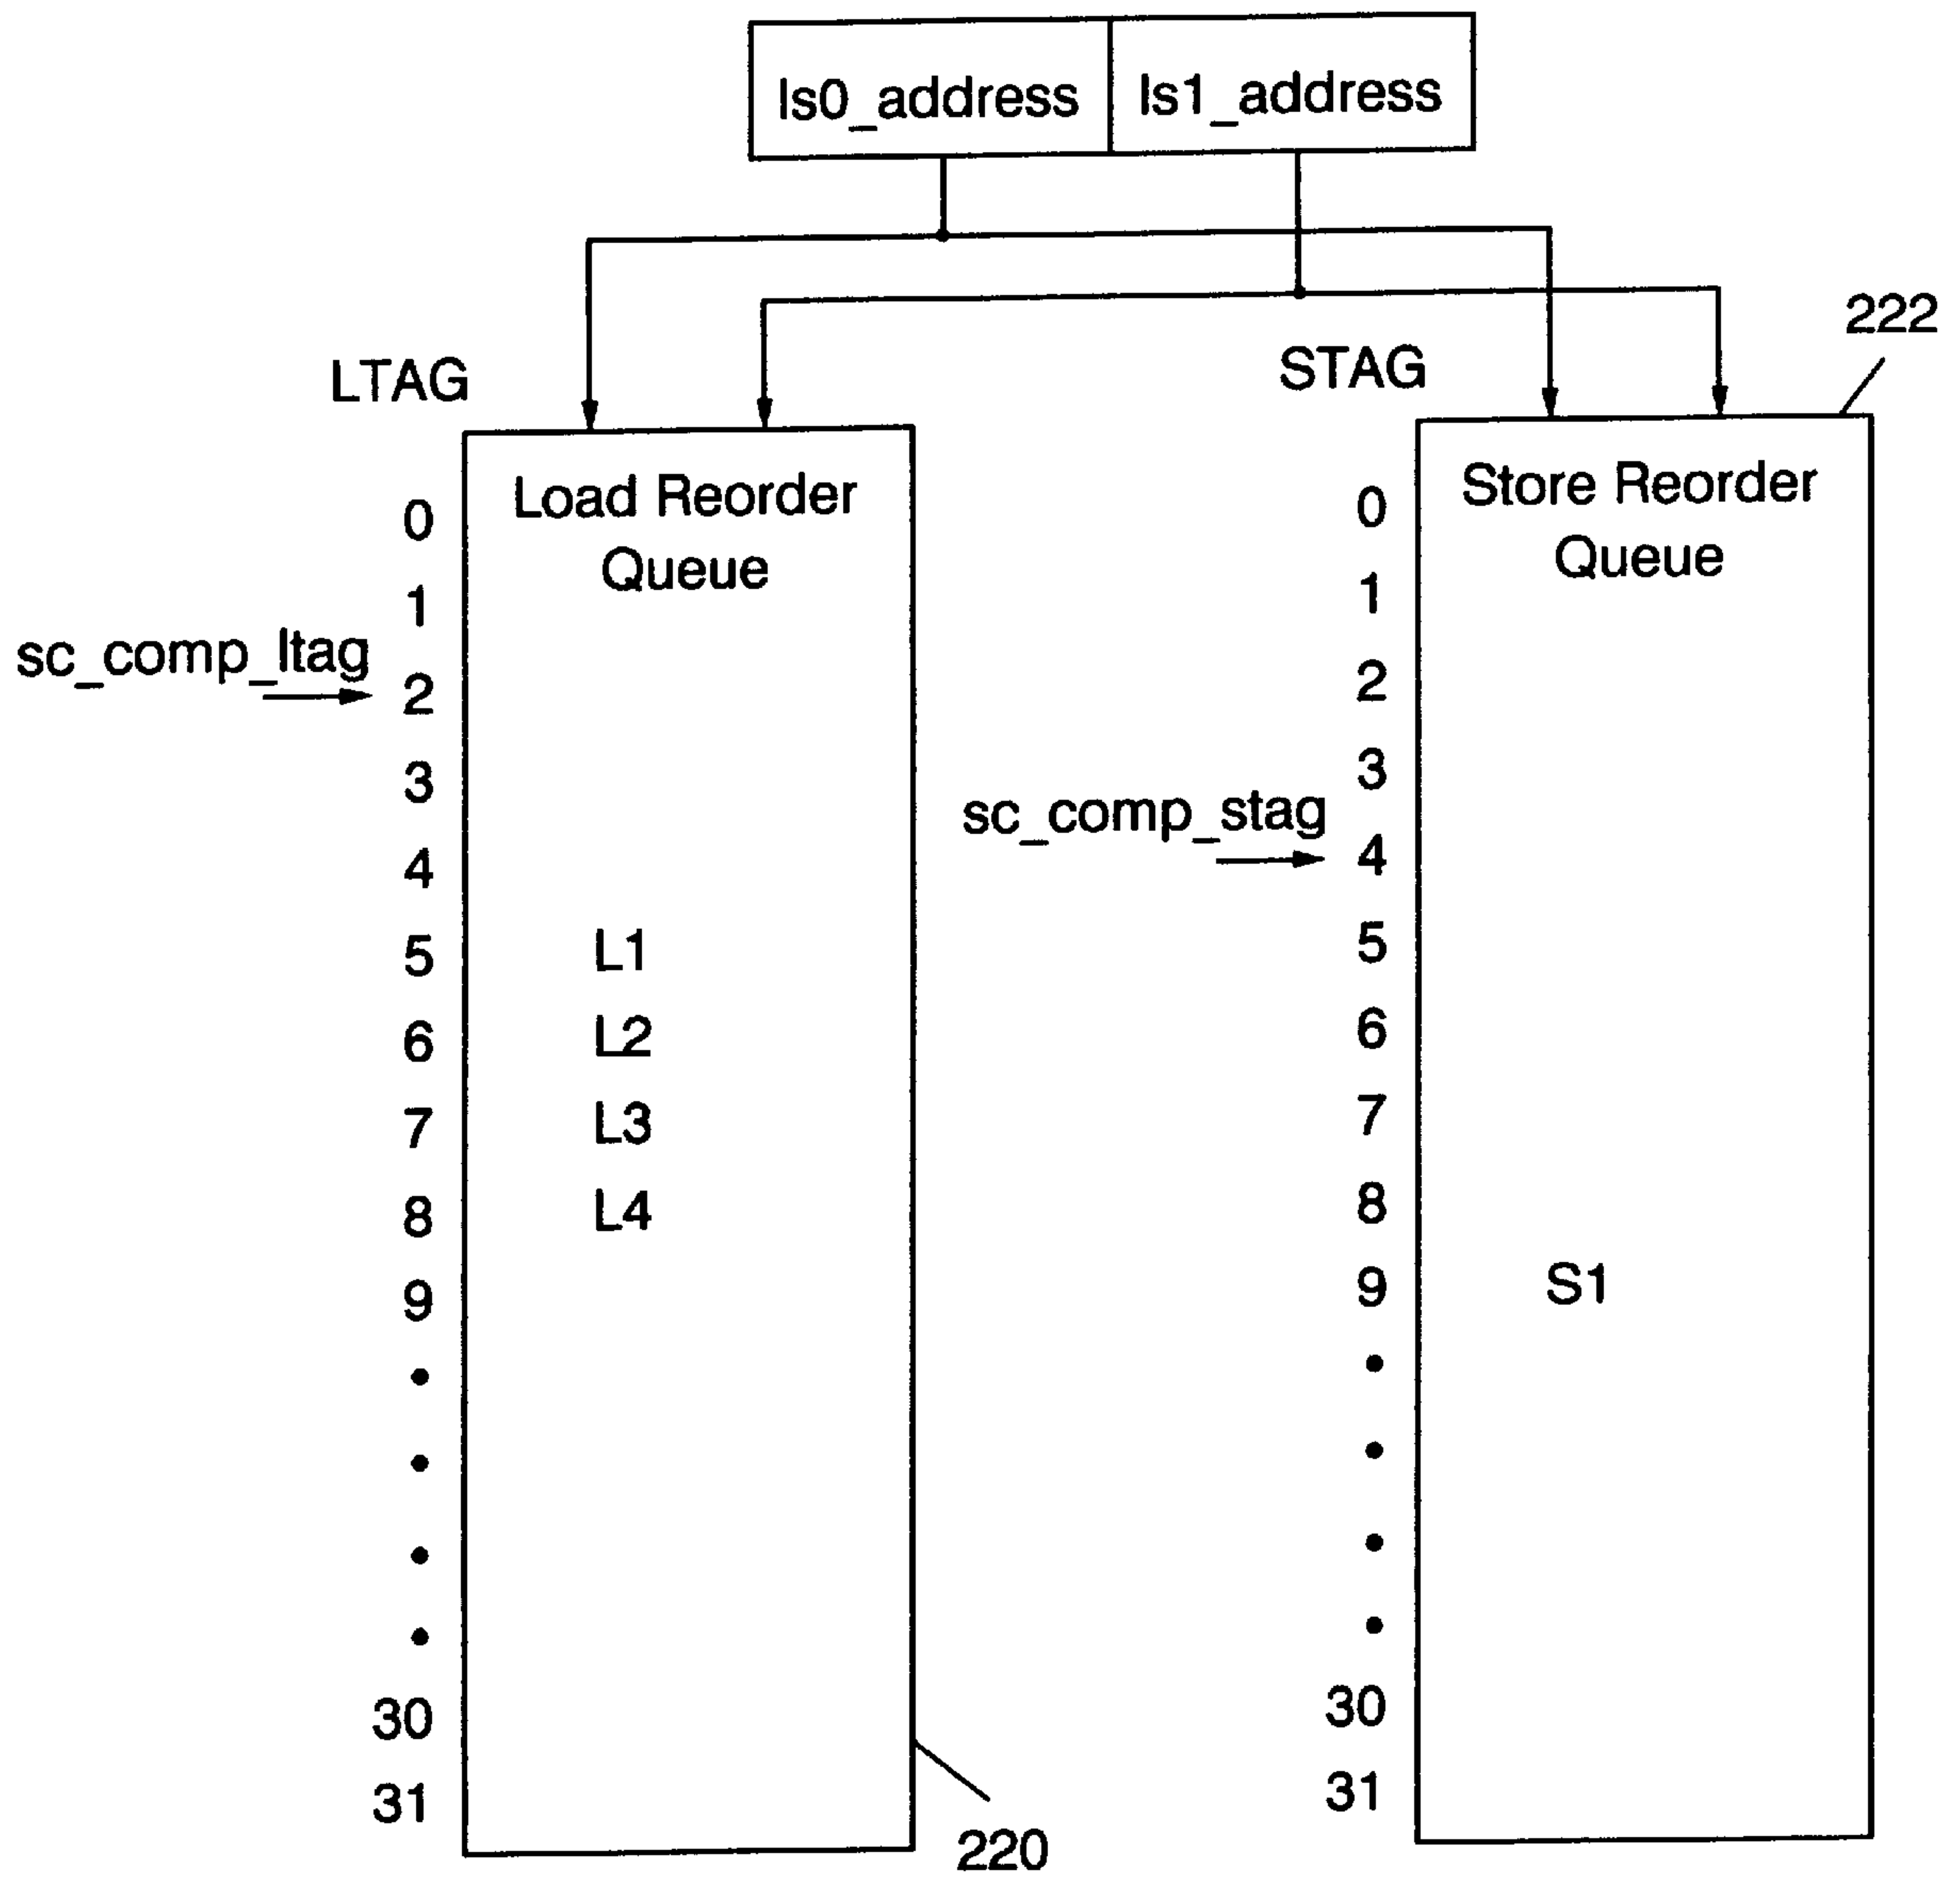 ls0_address ls1_address
222
LTAG STAG
Load Reorder
Queue
Store Reorder
Queue
0
1
sc_comp_ltag
2
3
4
5 L1
6 L2
7 L3
8 L4
9
•
•
•
•
30
31
220
0
1
2
3
sc_comp_stag
4
5
6
7
8
9 S1
•
•
•
•
30
31